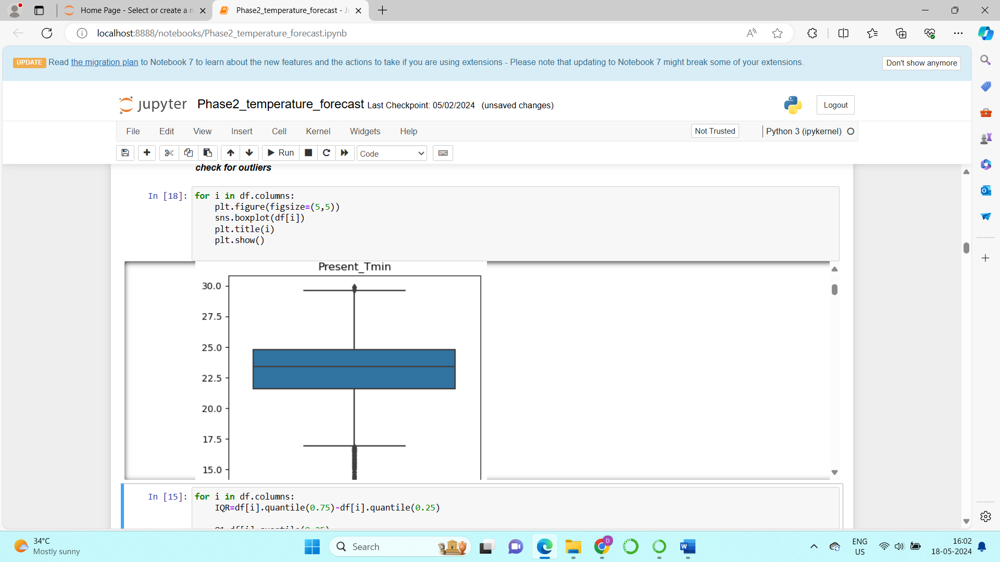 Home Page - Select or create a n
Phase2_temperature_forecast - Ju
localhost:8888/notebooks/Phase2_temperature_forecast.ipynb
UPDATE Read the migration plan to Notebook 7 to learn about the new features and the actions to take if you are using extensions - Please note that updating to Notebook 7 might break some of your extensions.
Don't show anymore
jupyter Phase2_temperature_forecast Last Checkpoint: 05/02/2024 (unsaved changes)
Logout
File Edit View Insert Cell Kernel Widgets Help
Not Trusted
Python 3 (ipykernel)
Run
Code
check for outliers
In [18]:
for i in df.columns:
    plt.figure(figsize=(5,5))
    sns.boxplot(df[i])
    plt.title(i)
    plt.show()
Present_Tmin
30.0
27.5
25.0
22.5
20.0
17.5
15.0
In [15]:
for i in df.columns:
    IQR=df[i].quantile(0.75)-df[i].quantile(0.25)
34°C
Mostly sunny
Search
D
W
ENG
US
16:02
18-05-2024